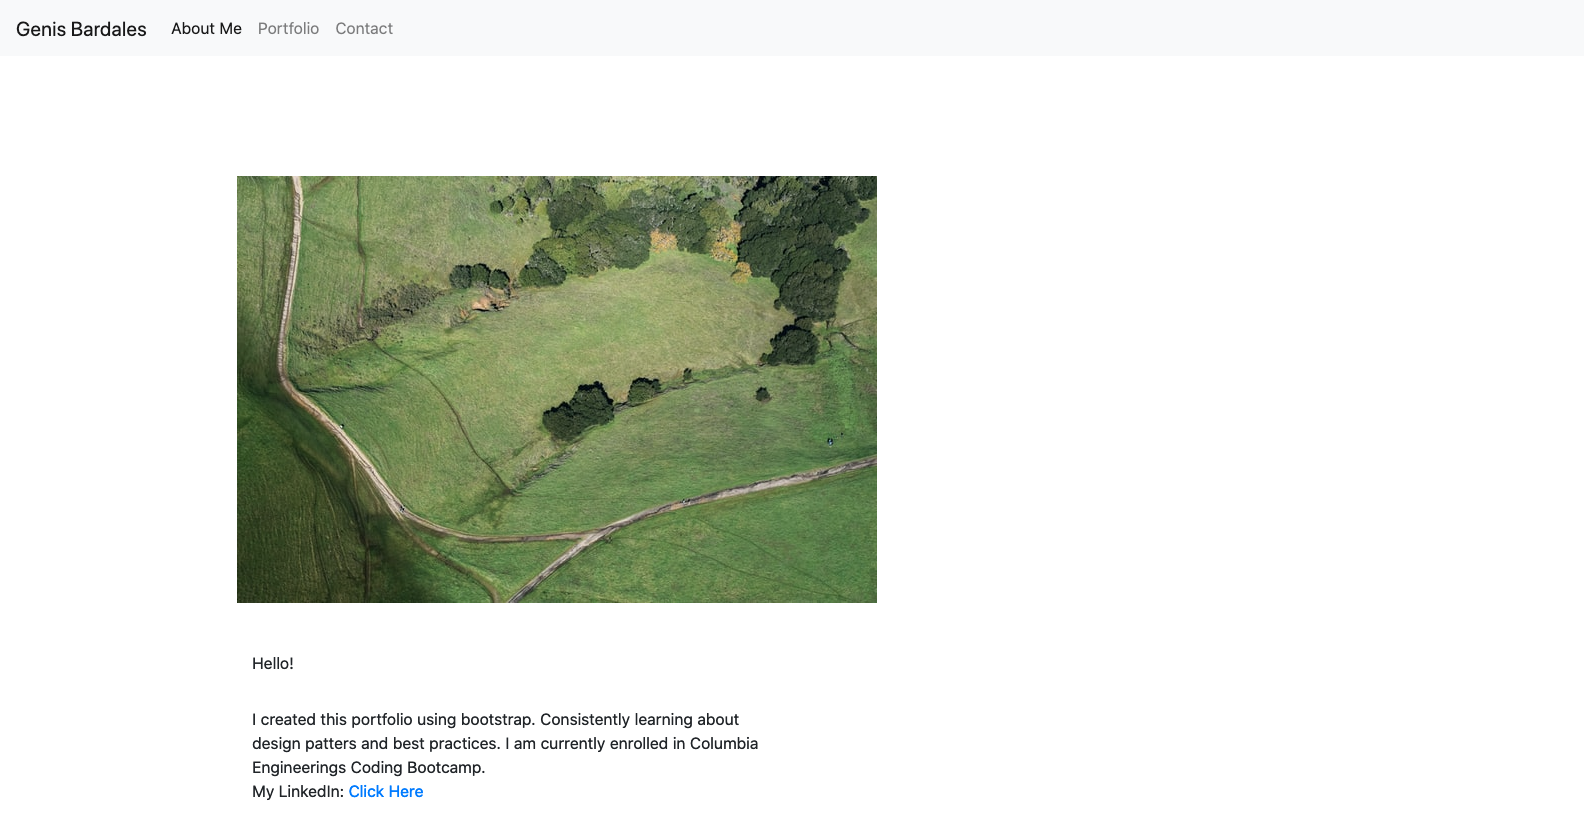 Genis Bardales About Me Portfolio Contact
Hello!
I created this portfolio using bootstrap. Consistently learning about
design patters and best practices. I am currently enrolled in Columbia
Engineerings Coding Bootcamp.
My LinkedIn: Click Here